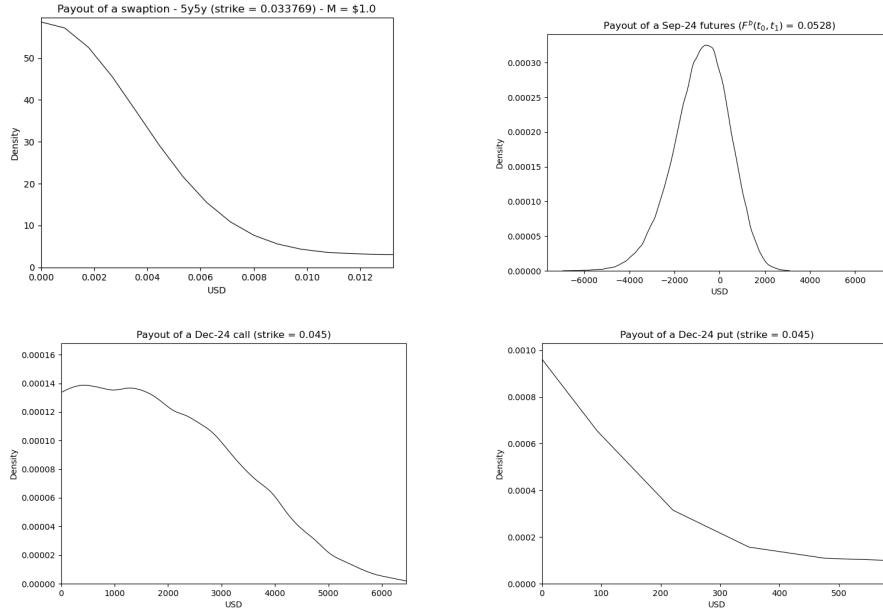 Payout of a swaption - 5y5y (strike = 0.033769) - M = $1.0
50
40
30
20
10
0
Density
0.000 0.002 0.004 0.006 0.008 0.010 0.012
USD
Payout of a Sep-24 futures (F^b(t_0, t_1) = 0.0528)
0.00030
0.00025
0.00020
0.00015
0.00010
0.00005
0.00000
Density
−6000 −4000 −2000 0 2000 4000 6000
USD
Payout of a Dec-24 call (strike = 0.045)
0.00016
0.00014
0.00012
0.00010
0.00008
0.00006
0.00004
0.00002
0.00000
Density
0 1000 2000 3000 4000 5000 6000
USD
Payout of a Dec-24 put (strike = 0.045)
0.0010
0.0008
0.0006
0.0004
0.0002
0.0000
Density
0 100 200 300 400 500
USD